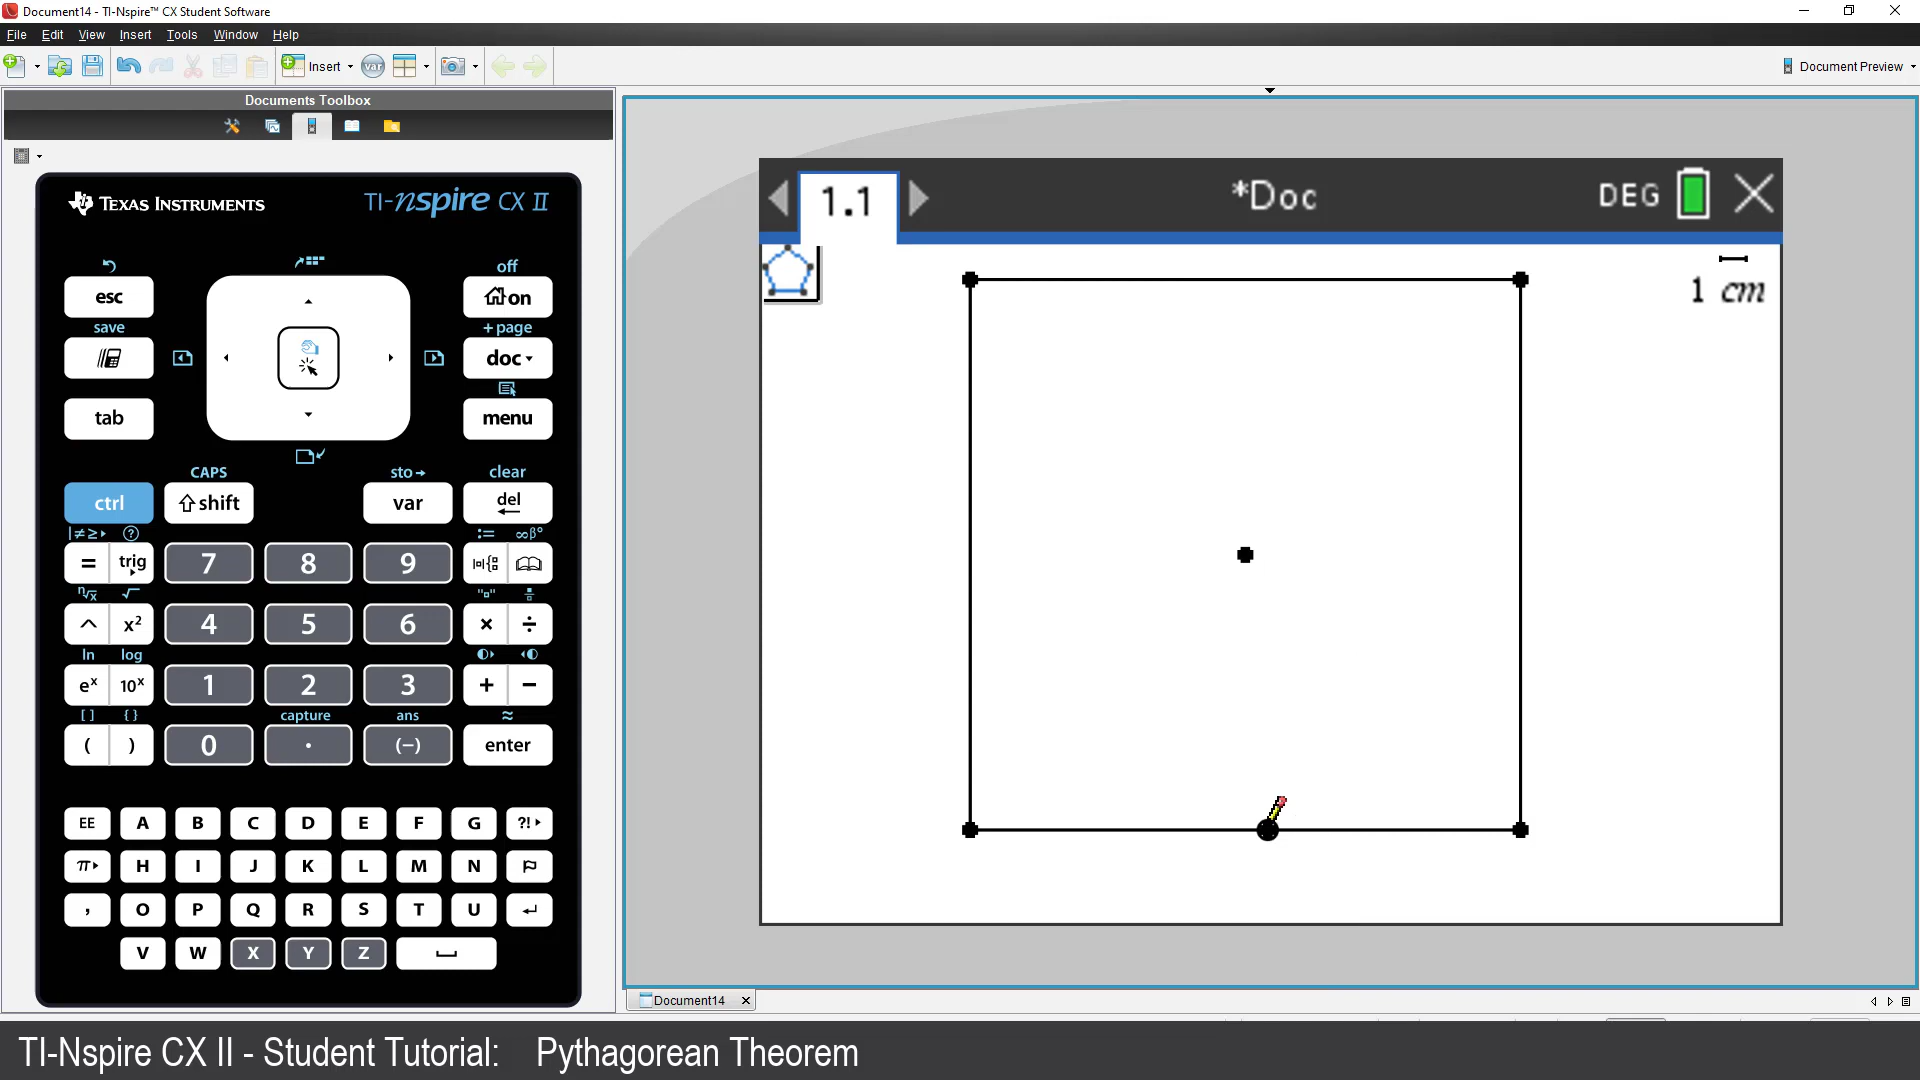 Document14 - TI-Nspire™ CX Student Software
File Edit View Insert Tools Window Help
Insert var Document Preview
Documents Toolbox
TEXAS INSTRUMENTS TI-nspire CX II
1.1 *Doc DEG
1 cm
off
esc on
save + page
doc
tab menu
CAPS sto→ clear
ctrl shift var del
|≠≥▸ ? := ∞β°
= trig 7 8 9
ⁿ√x √ "▫"
^ x² 4 5 6 × ÷
ln log
eˣ 10ˣ 1 2 3 + −
[ ] { } capture ans ≈
( ) 0 . (−) enter
EE A B C D E F G ?!▸
π▸ H I J K L M N
, O P Q R S T U ↵
V W X Y Z
Document14
TI-Nspire CX II - Student Tutorial: Pythagorean Theorem